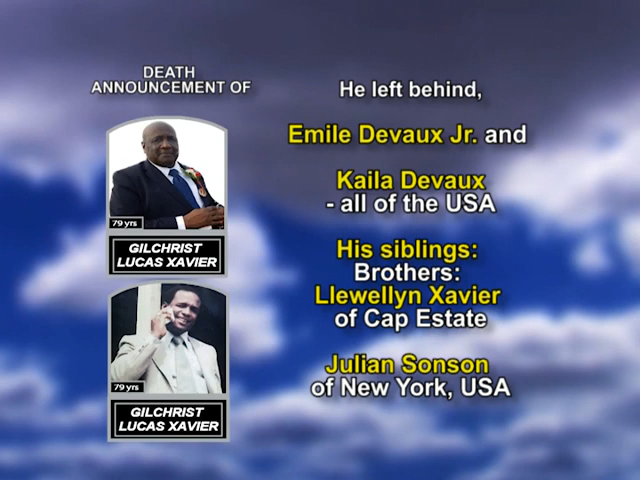 DEATH
ANNOUNCEMENT OF
79 yrs
GILCHRIST
LUCAS XAVIER
79 yrs
GILCHRIST
LUCAS XAVIER
He left behind,
Emile Devaux Jr. and
Kaila Devaux
- all of the USA
His siblings:
Brothers:
Llewellyn Xavier
of Cap Estate
Julian Sonson
of New York, USA